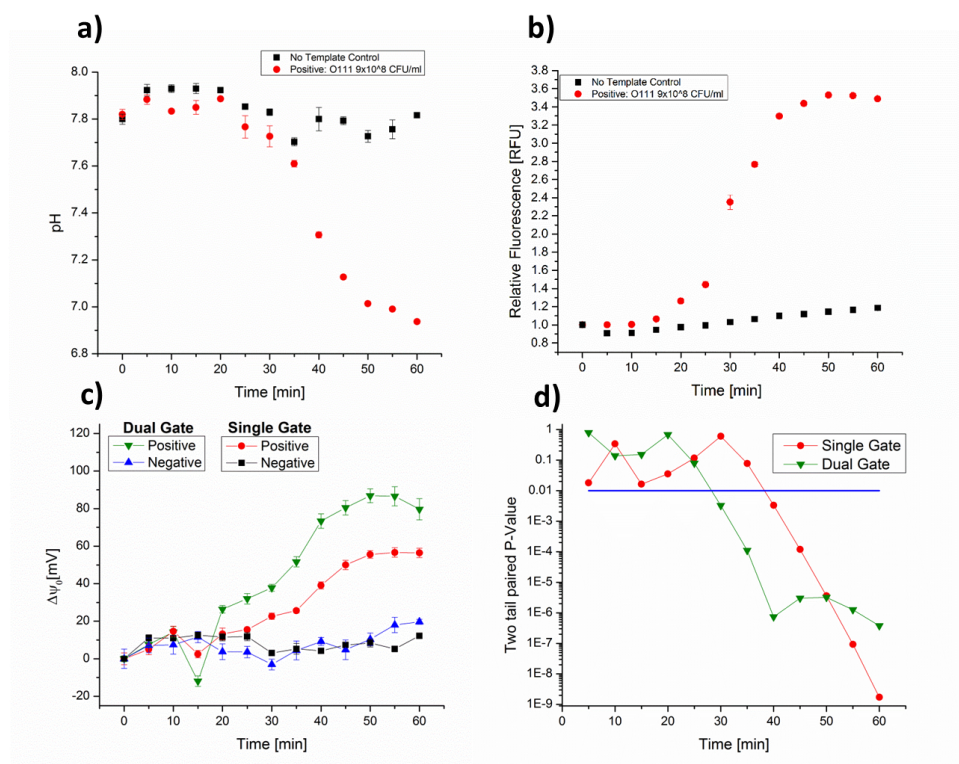 a)
No Template Control
Positive: O111 9x10^8 CFU/ml
8.0
7.8
7.6
7.4
7.2
7.0
6.8
pH
0 10 20 30 40 50 60
Time [min]
b)
No Template Control
Positive: O111 9x10^8 CFU/ml
3.8
3.6
3.4
3.2
3.0
2.8
2.6
2.4
2.2
2.0
1.8
1.6
1.4
1.2
1.0
0.8
Relative Fluorescence [RFU]
0 10 20 30 40 50 60
Time [min]
c)
Dual Gate Single Gate
Positive Positive
Negative Negative
120
100
80
60
40
20
0
-20
Δψ₀[mV]
0 10 20 30 40 50 60
Time [min]
d)
Single Gate
Dual Gate
1
0.1
0.01
1E-3
1E-4
1E-5
1E-6
1E-7
1E-8
1E-9
Two tail paired P-Value
0 10 20 30 40 50 60
Time [min]